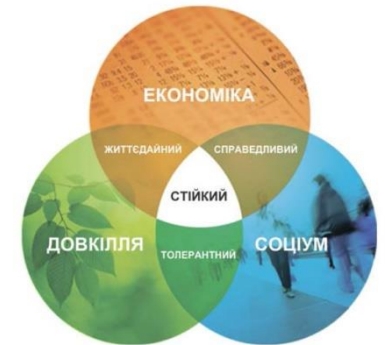 ЕКОНОМІКА
ЖИТТЄДАЙНИЙ
СПРАВЕДЛИВИЙ
СТІЙКИЙ
ДОВКІЛЛЯ
ТОЛЕРАНТНИЙ
СОЦІУМ